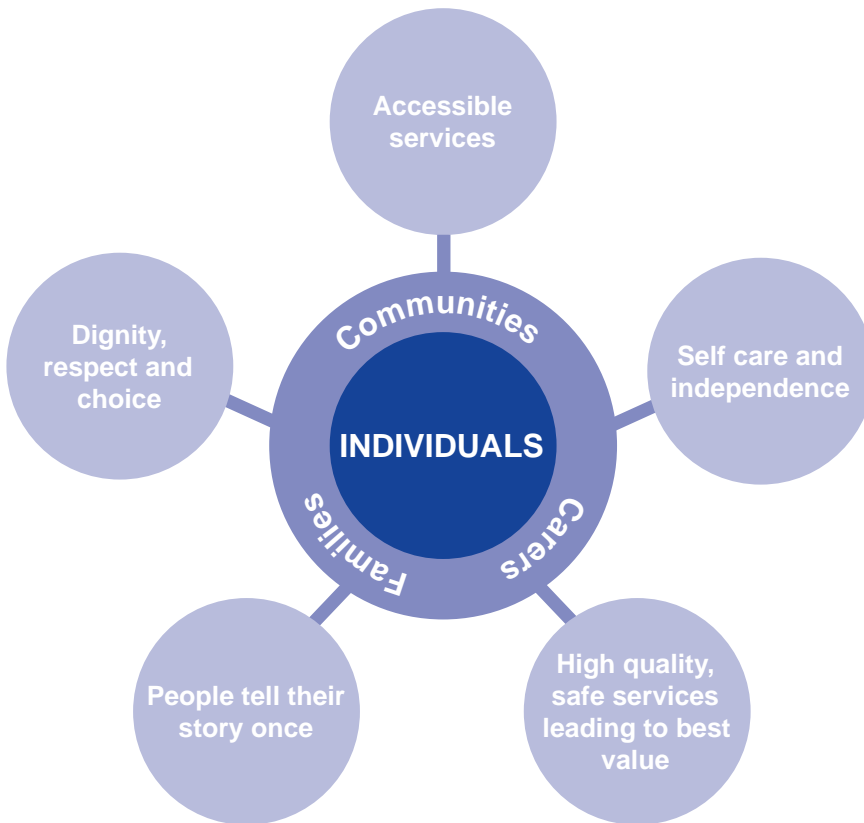 Accessible
services
Dignity,
respect and
choice
Communities
INDIVIDUALS
Families
Carers
Self care and
independence
People tell their
story once
High quality,
safe services
leading to best
value